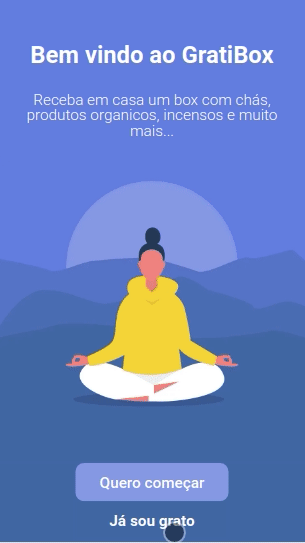 Bem vindo ao GratiBox
Receba em casa um box com chás,
produtos organicos, incensos e muito
mais...
Quero começar
Já sou grato